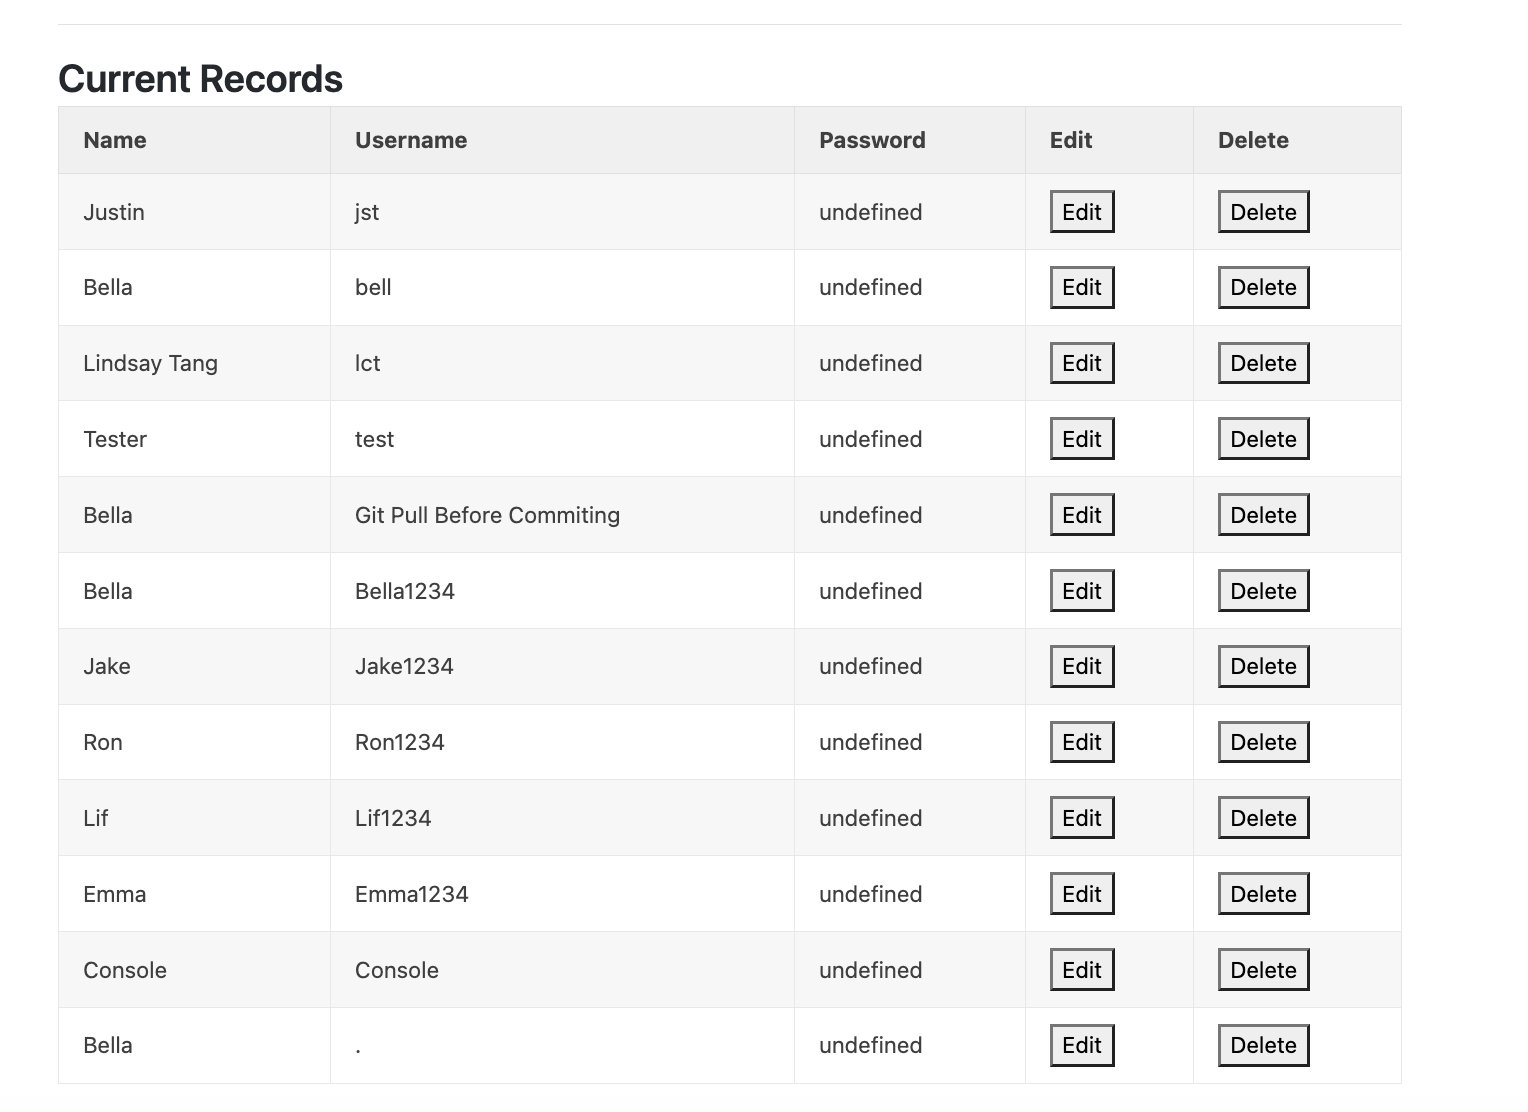 Current Records
Name Username Password Edit Delete
Justin jst undefined Edit Delete
Bella bell undefined Edit Delete
Lindsay Tang lct undefined Edit Delete
Tester test undefined Edit Delete
Bella Git Pull Before Commiting undefined Edit Delete
Bella Bella1234 undefined Edit Delete
Jake Jake1234 undefined Edit Delete
Ron Ron1234 undefined Edit Delete
Lif Lif1234 undefined Edit Delete
Emma Emma1234 undefined Edit Delete
Console Console undefined Edit Delete
Bella . undefined Edit Delete